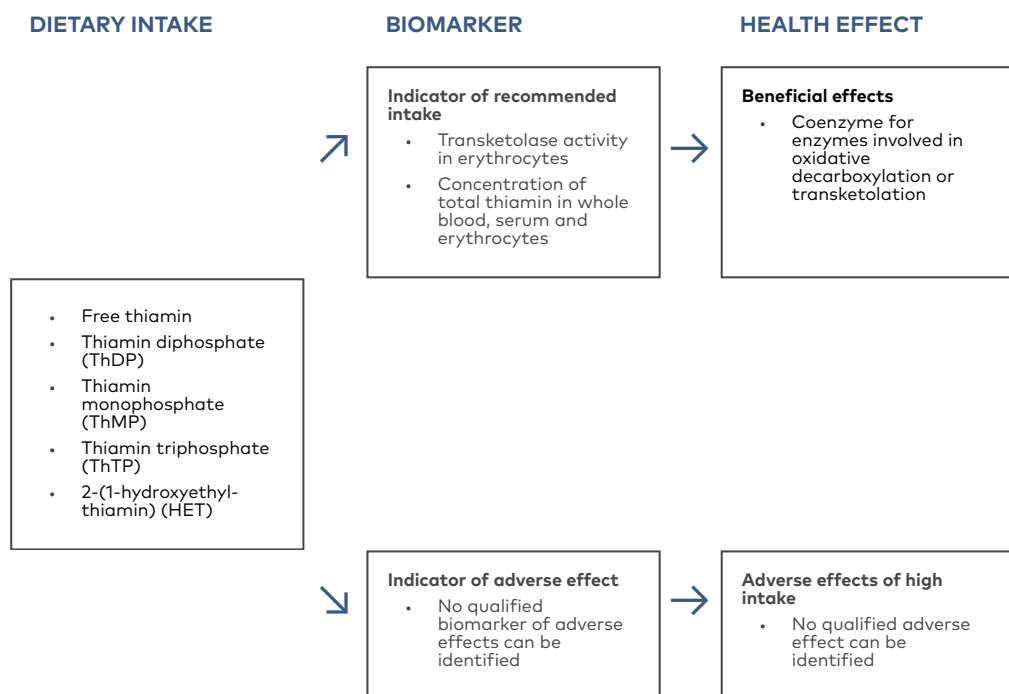 DIETARY INTAKE
BIOMARKER
HEALTH EFFECT
Indicator of recommended
intake
• Transketolase activity
in erythrocytes
• Concentration of
total thiamin in whole
blood, serum and
erythrocytes
Beneficial effects
• Coenzyme for
enzymes involved in
oxidative
decarboxylation or
transketolation
• Free thiamin
• Thiamin diphosphate
(ThDP)
• Thiamin
monophosphate
(ThMP)
• Thiamin triphosphate
(ThTP)
• 2-(1-hydroxyethyl-
thiamin) (HET)
Indicator of adverse effect
• No qualified
biomarker of adverse
effects can be
identified
Adverse effects of high
intake
• No qualified adverse
effect can be
identified